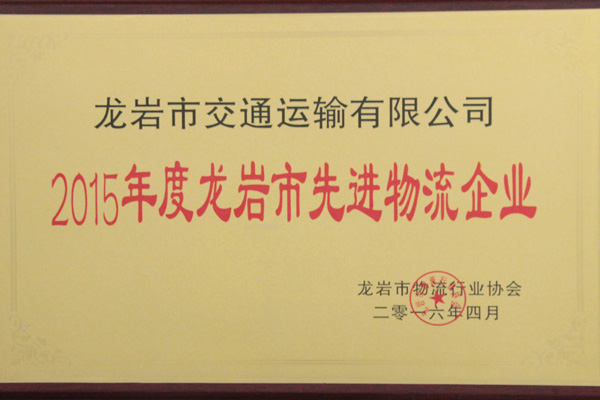 龙岩市交通运输有限公司
2015年度龙岩市先进物流企业
龙岩市物流行业协会
二零一六年四月